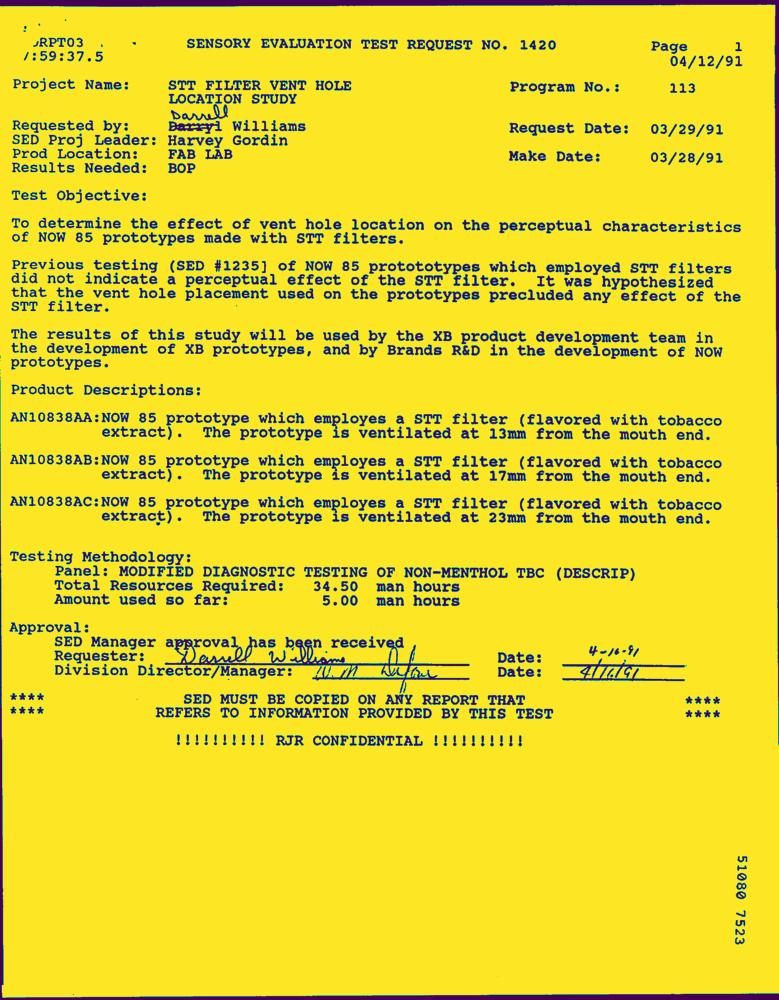 RPT03 SENSORY EVALUATION TEST REQUEST NO. 1420 Page 1
:59:37.5 04/12/91
Project Name: STT FILTER VENT HOLE Program No.: 113
LOCATION STUDY
Darrell
Requested by: Darryl Williams Request Date: 03/29/91
SED Proj Leader: Harvey Gordin
Prod Location: FAB LAB Make Date: 03/28/91
Results Needed: BOP
Test Objective:
To determine the effect of vent hole location on the perceptual characteristics
of NOW 85 prototypes made with STT filters.
Previous testing (SED #1235] of NOW 85 protototypes which employed STT filters
did not indicate a perceptual effect of the STT filter. It was hypothesized
that the vent hole placement used on the prototypes precluded any effect of the
STT filter.
The results of this study will be used by the XB product development team in
the development of XB prototypes, and by Brands R&D in the development of NOW
prototypes.
Product Descriptions:
AN10838AA:NOW 85 prototype which employes a STT filter (flavored with tobacco
extract). The prototype is ventilated at 13mm from the mouth end.
AN10838AB:NOW 85 prototype which employes a STT filter (flavored with tobacco
extract). The prototype is ventilated at 17mm from the mouth end.
AN10838AC:NOW 85 prototype which employes a STT filter (flavored with tobacco
extract). The prototype is ventilated at 23mm from the mouth end.
Testing Methodology:
Panel: MODIFIED DIAGNOSTIC TESTING OF NON-MENTHOL TBC (DESCRIP)
Total Resources Required: 34.50 man hours
Amount used so far: 5.00 man hours
Approval:
SED Manager approval has been received
Requester: Darrell Williams Date: 4-16-91
Division Director/Manager: Date: 4/16/91
**** SED MUST BE COPIED ON ANY REPORT THAT ****
**** REFERS TO INFORMATION PROVIDED BY THIS TEST ****
!!!!!!!!!! RJR CONFIDENTIAL !!!!!!!!!!
51080 7523